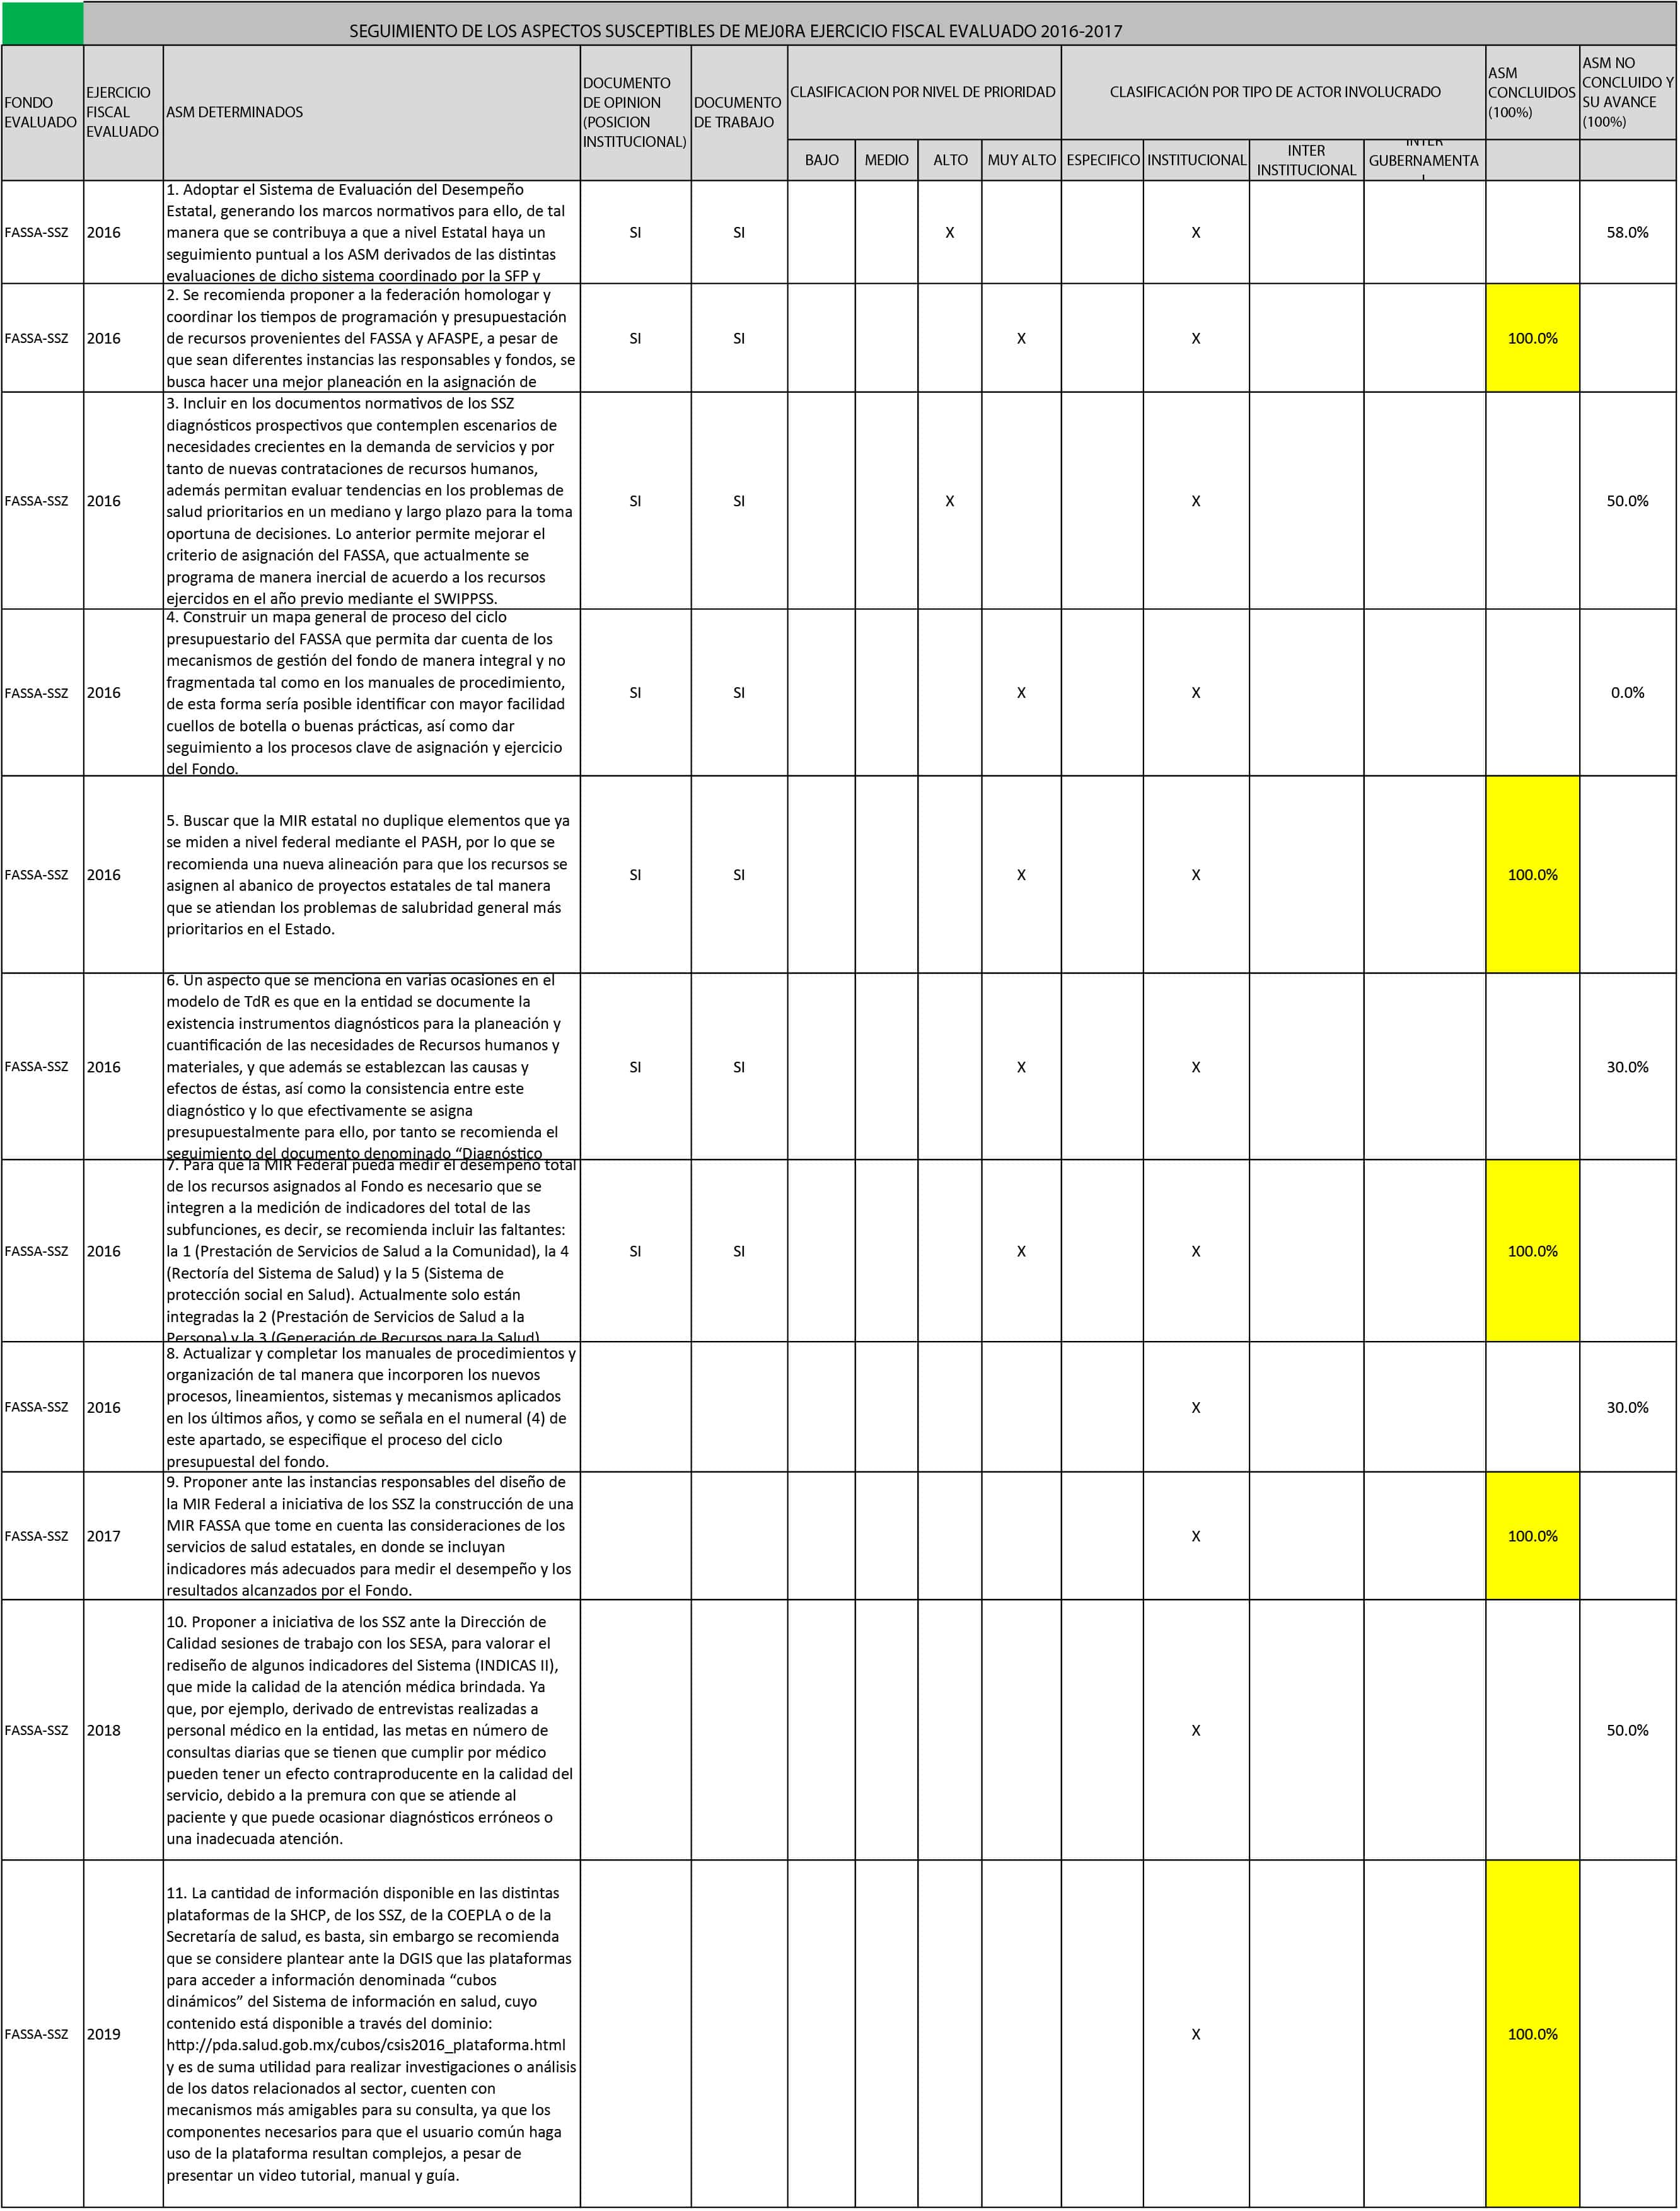 SEGUIMIENTO DE LOS ASPECTOS SUSCEPTIBLES DE MEJ0RA EJERCICIO FISCAL EVALUADO 2016-2017
FONDO
EVALUADO
EJERCICIO
FISCAL
EVALUADO
ASM DETERMINADOS
DOCUMENTO
DE OPINION
(POSICION
INSTITUCIONAL)
DOCUMENTO
DE TRABAJO
CLASIFICACION POR NIVEL DE PRIORIDAD
CLASIFICACIÓN POR TIPO DE ACTOR INVOLUCRADO
ASM
CONCLUIDOS
(100%)
ASM NO
CONCLUIDO Y
SU AVANCE
(100%)
BAJO
MEDIO
ALTO
MUY ALTO
ESPECIFICO
INSTITUCIONAL
INTER
INSTITUCIONAL
INTER
GUBERNAMENTA
L
FASSA-SSZ
2016
1. Adoptar el Sistema de Evaluación del Desempeño
Estatal, generando los marcos normativos para ello, de tal
manera que se contribuya a que a nivel Estatal haya un
seguimiento puntual a los ASM derivados de las distintas
evaluaciones de dicho sistema coordinado por la SFP y
SI
SI
X
X
58.0%
FASSA-SSZ
2016
2. Se recomienda proponer a la federación homologar y
coordinar los tiempos de programación y presupuestación
de recursos provenientes del FASSA y AFASPE, a pesar de
que sean diferentes instancias las responsables y fondos, se
busca hacer una mejor planeación en la asignación de
SI
SI
X
X
100.0%
FASSA-SSZ
2016
3. Incluir en los documentos normativos de los SSZ
diagnósticos prospectivos que contemplen escenarios de
necesidades crecientes en la demanda de servicios y por
tanto de nuevas contrataciones de recursos humanos,
además permitan evaluar tendencias en los problemas de
salud prioritarios en un mediano y largo plazo para la toma
oportuna de decisiones. Lo anterior permite mejorar el
criterio de asignación del FASSA, que actualmente se
programa de manera inercial de acuerdo a los recursos
ejercidos en el año previo mediante el SWIPPSS.
SI
SI
X
X
50.0%
FASSA-SSZ
2016
4. Construir un mapa general de proceso del ciclo
presupuestario del FASSA que permita dar cuenta de los
mecanismos de gestión del fondo de manera integral y no
fragmentada tal como en los manuales de procedimiento,
de esta forma sería posible identificar con mayor facilidad
cuellos de botella o buenas prácticas, así como dar
seguimiento a los procesos clave de asignación y ejercicio
del Fondo.
SI
SI
X
X
0.0%
FASSA-SSZ
2016
5. Buscar que la MIR estatal no duplique elementos que ya
se miden a nivel federal mediante el PASH, por lo que se
recomienda una nueva alineación para que los recursos se
asignen al abanico de proyectos estatales de tal manera
que se atiendan los problemas de salubridad general más
prioritarios en el Estado.
SI
SI
X
X
100.0%
FASSA-SSZ
2016
6. Un aspecto que se menciona en varias ocasiones en el
modelo de TdR es que en la entidad se documente la
existencia instrumentos diagnósticos para la planeación y
cuantificación de las necesidades de Recursos humanos y
materiales, y que además se establezcan las causas y
efectos de éstas, así como la consistencia entre este
diagnóstico y lo que efectivamente se asigna
presupuestalmente para ello, por tanto se recomienda el
seguimiento del documento denominado “Diagnóstico
SI
SI
X
X
30.0%
FASSA-SSZ
2016
7. Para que la MIR Federal pueda medir el desempeño total
de los recursos asignados al Fondo es necesario que se
integren a la medición de indicadores del total de las
subfunciones, es decir, se recomienda incluir las faltantes:
la 1 (Prestación de Servicios de Salud a la Comunidad), la 4
(Rectoría del Sistema de Salud) y la 5 (Sistema de
protección social en Salud). Actualmente solo están
integradas la 2 (Prestación de Servicios de Salud a la
Persona) y la 3 (Generación de Recursos para la Salud)
SI
SI
X
X
100.0%
FASSA-SSZ
2016
8. Actualizar y completar los manuales de procedimientos y
organización de tal manera que incorporen los nuevos
procesos, lineamientos, sistemas y mecanismos aplicados
en los últimos años, y como se señala en el numeral (4) de
este apartado, se especifique el proceso del ciclo
presupuestal del fondo.
X
30.0%
FASSA-SSZ
2017
9. Proponer ante las instancias responsables del diseño de
la MIR Federal a iniciativa de los SSZ la construcción de una
MIR FASSA que tome en cuenta las consideraciones de los
servicios de salud estatales, en donde se incluyan
indicadores más adecuados para medir el desempeño y los
resultados alcanzados por el Fondo.
X
100.0%
FASSA-SSZ
2018
10. Proponer a iniciativa de los SSZ ante la Dirección de
Calidad sesiones de trabajo con los SESA, para valorar el
rediseño de algunos indicadores del Sistema (INDICAS II),
que mide la calidad de la atención médica brindada. Ya
que, por ejemplo, derivado de entrevistas realizadas a
personal médico en la entidad, las metas en número de
consultas diarias que se tienen que cumplir por médico
pueden tener un efecto contraproducente en la calidad del
servicio, debido a la premura con que se atiende al
paciente y que puede ocasionar diagnósticos erróneos o
una inadecuada atención.
X
50.0%
FASSA-SSZ
2019
11. La cantidad de información disponible en las distintas
plataformas de la SHCP, de los SSZ, de la COEPLA o de la
Secretaría de salud, es basta, sin embargo se recomienda
que se considere plantear ante la DGIS que las plataformas
para acceder a información denominada “cubos
dinámicos” del Sistema de información en salud, cuyo
contenido está disponible a través del dominio:
http://pda.salud.gob.mx/cubos/csis2016_plataforma.html
y es de suma utilidad para realizar investigaciones o análisis
de los datos relacionados al sector, cuenten con
mecanismos más amigables para su consulta, ya que los
componentes necesarios para que el usuario común haga
uso de la plataforma resultan complejos, a pesar de
presentar un video tutorial, manual y guía.
X
100.0%